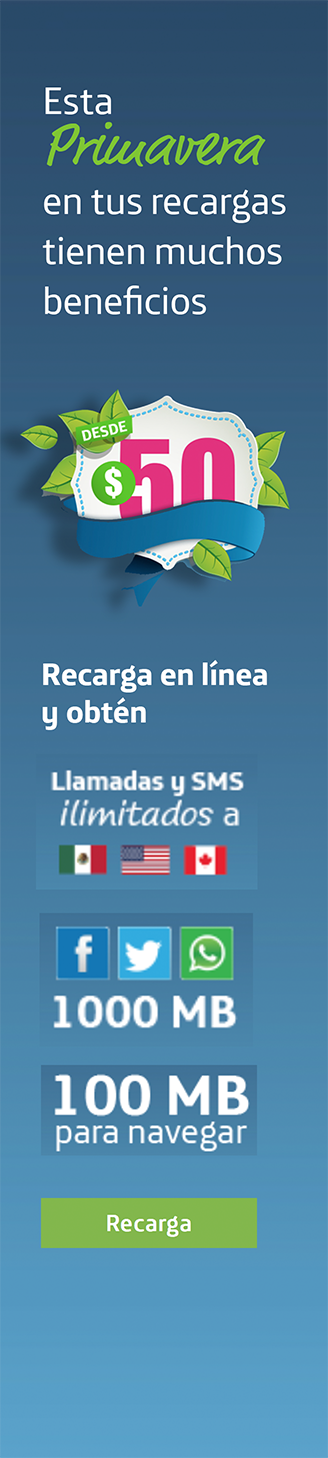 Esta
Primavera
en tus recargas
tienen muchos
beneficios
DESDE
$50
Recarga en línea
y obtén
Llamadas y SMS
ilimitados a
1000 MB
100 MB
para navegar
Recarga